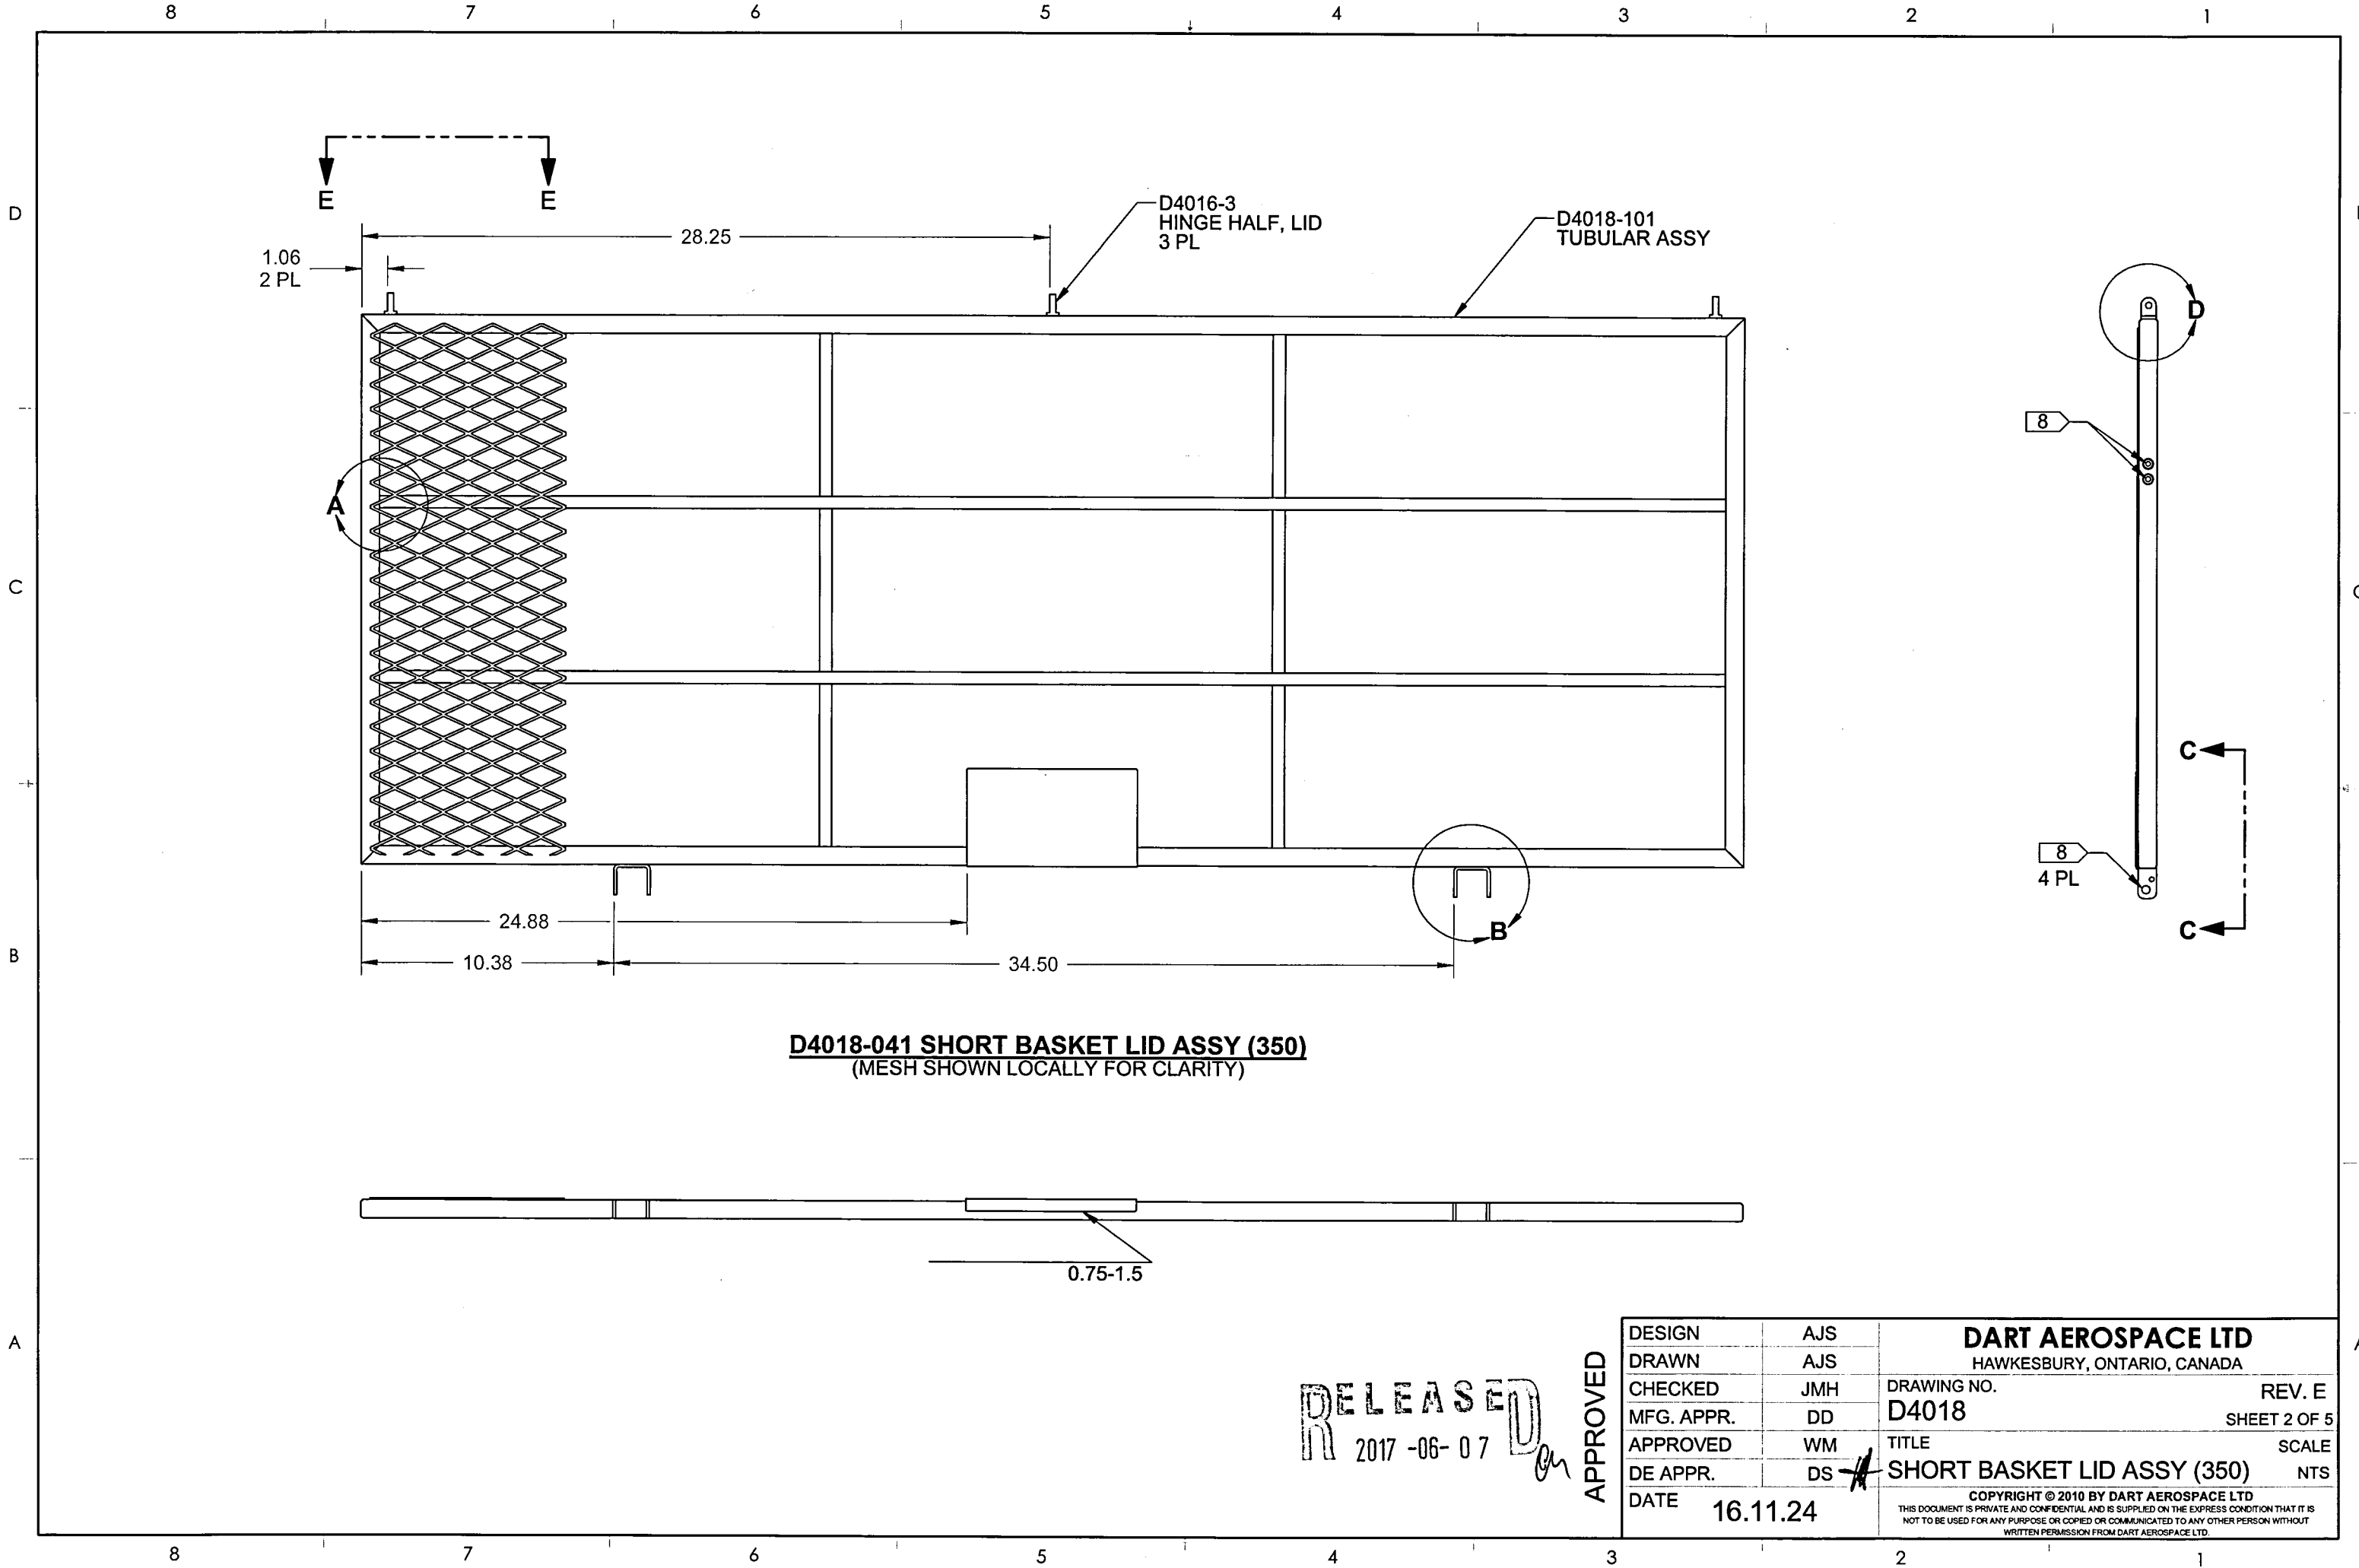 8 7 6 5 4 3 2 1
D
C
B
A
E E
28.25
1.06
2 PL
D4016-3
HINGE HALF, LID
3 PL
D4018-101
TUBULAR ASSY
D
8
A
C
8
4 PL
C
B
24.88
10.38
34.50
D4018-041 SHORT BASKET LID ASSY (350)
(MESH SHOWN LOCALLY FOR CLARITY)
0.75-1.5
RELEASED
2017-06-07
APPROVED
DESIGN AJS
DRAWN AJS
CHECKED JMH
MFG. APPR. DD
APPROVED WM
DE APPR. DS
DATE 16.11.24
DART AEROSPACE LTD
HAWKESBURY, ONTARIO, CANADA
DRAWING NO. REV. E
D4018 SHEET 2 OF 5
TITLE SCALE
SHORT BASKET LID ASSY (350) NTS
COPYRIGHT © 2010 BY DART AEROSPACE LTD
THIS DOCUMENT IS PRIVATE AND CONFIDENTIAL AND IS SUPPLIED ON THE EXPRESS CONDITION THAT IT IS
NOT TO BE USED FOR ANY PURPOSE OR COPIED OR COMMUNICATED TO ANY OTHER PERSON WITHOUT
WRITTEN PERMISSION FROM DART AEROSPACE LTD.
8 7 6 5 4 3 2 1